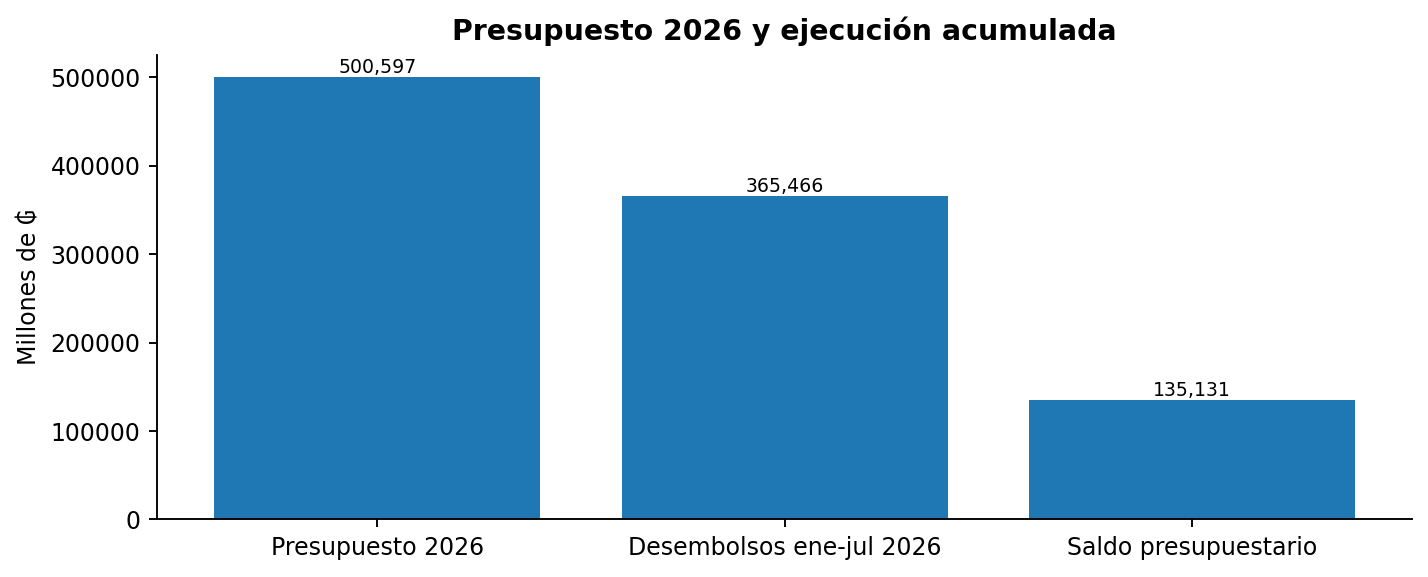 Presupuesto 2026 y ejecución acumulada
Millones de ₲
500000
400000
300000
200000
100000
0
500,597
365,466
135,131
Presupuesto 2026
Desembolsos ene-jul 2026
Saldo presupuestario